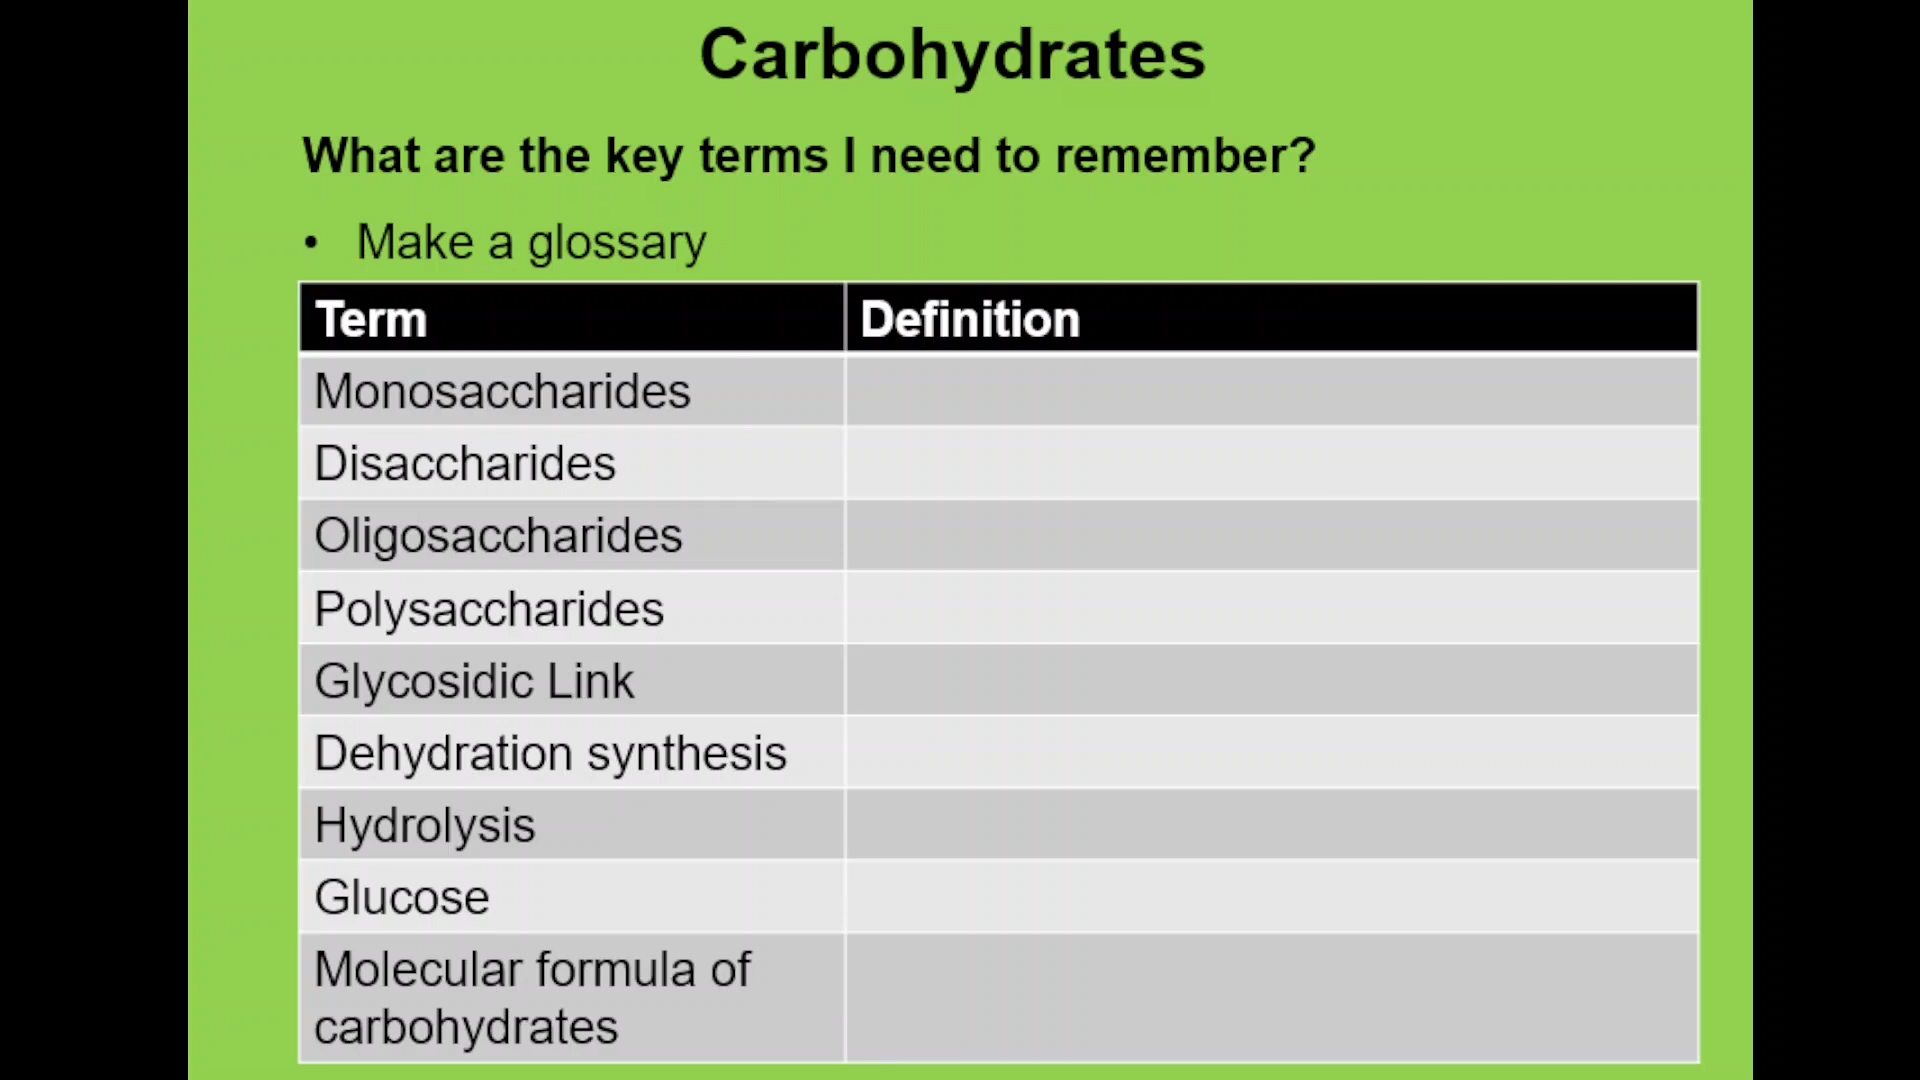 Carbohydrates
What are the key terms I need to remember?
• Make a glossary
Term Definition
Monosaccharides
Disaccharides
Oligosaccharides
Polysaccharides
Glycosidic Link
Dehydration synthesis
Hydrolysis
Glucose
Molecular formula of
carbohydrates